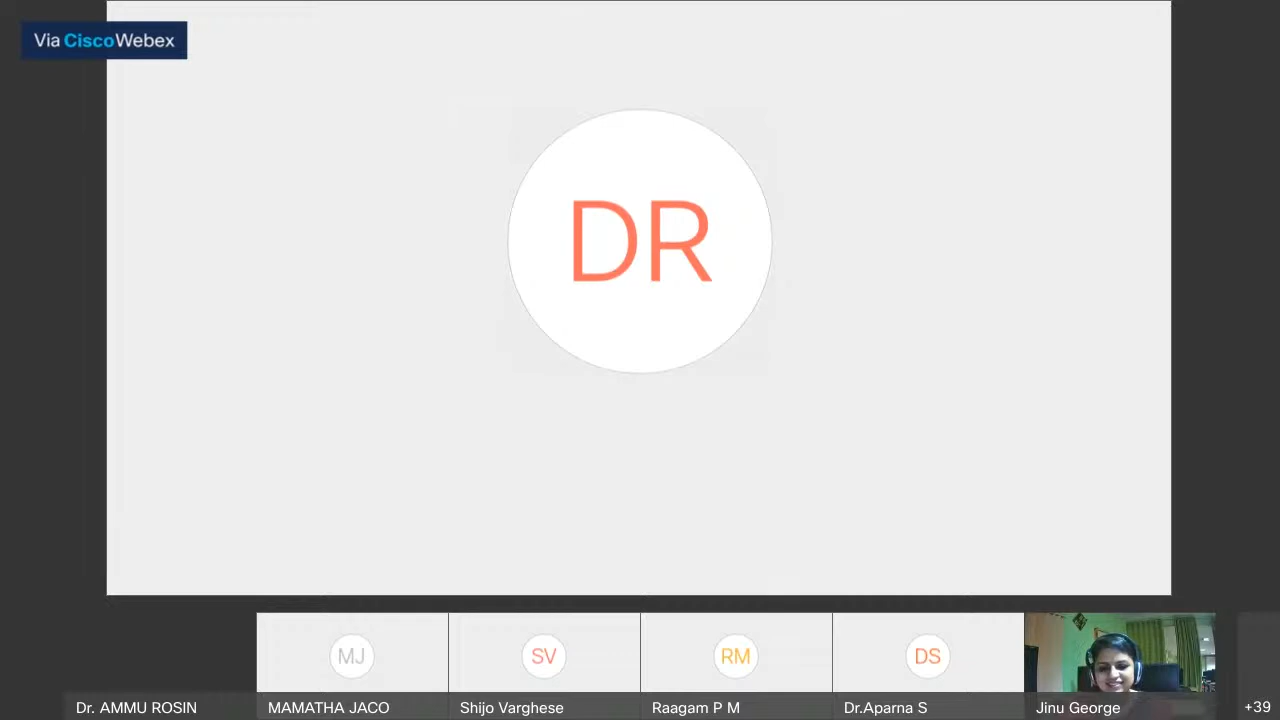 Via CiscoWebex
DR
MJ
SV
RM
DS
Dr. AMMU ROSIN
MAMATHA JACO
Shijo Varghese
Raagam P M
Dr.Aparna S
Jinu George
+39